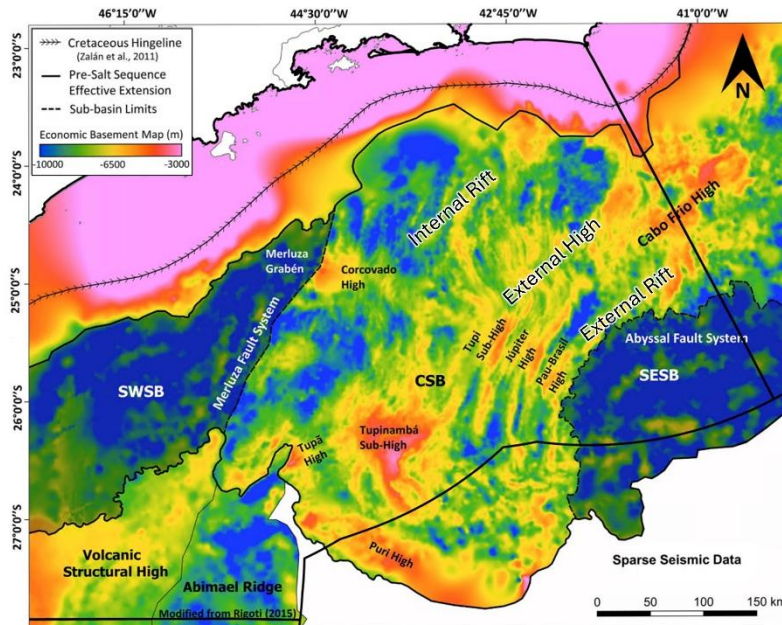 46°15'0"O
44°30'0"O
42°45'0"O
41°0'0"O
23°0'0"S
24°0'0"S
25°0'0"S
26°0'0"S
27°0'0"S
Cretaceous Hingeline
(Zalán et al., 2011)
Pre-Salt Sequence
Effective Extension
Sub-basin Limits
Economic Basement Map (m)
-10000
-6500
-3000
N
Internal Rift
External High
Cabo Frio High
External Rift
Merluza
Grabén
Corcovado
High
Merluza Fault System
Tupi
Sub-High
Júpiter
High
Pau-Brasil
High
Abyssal Fault System
SWSB
CSB
SESB
Tupinambá
Sub-High
Tupã
High
Puri High
Volcanic
Structural High
Abimael Ridge
Modified from Rigoti (2015)
Sparse Seismic Data
0
50
100
150 km